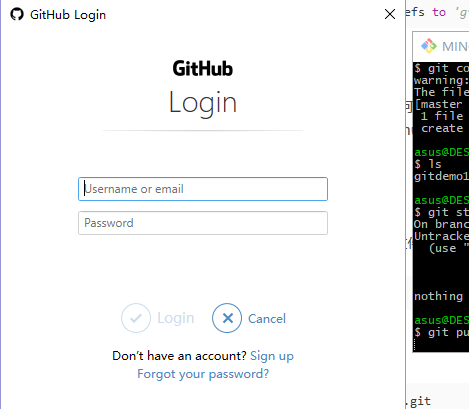 GitHub Login
GitHub
Login
Username or email
Password
Login
Cancel
Don't have an account? Sign up
Forgot your password?
efs to 'g
MIN
$ git co
warning:
The file
[master
1 file
create
asus@DES
$ ls
gitdemo1
asus@DES
$ git st
On branc
Untracke
(use "
nothing
asus@DES
$ git pu
.git